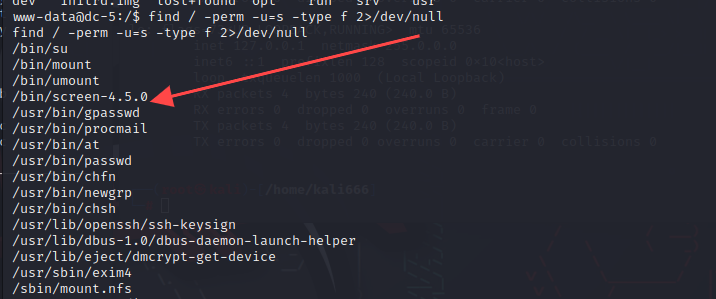 dev initrd.img lost+found opt run srv usr
www-data@dc-5:/$ find / -perm -u=s -type f 2>/dev/null
find / -perm -u=s -type f 2>/dev/null
/bin/su
/bin/mount
/bin/umount
/bin/screen-4.5.0
/usr/bin/gpasswd
/usr/bin/procmail
/usr/bin/at
/usr/bin/passwd
/usr/bin/chfn
/usr/bin/newgrp
/home/kali666
/usr/bin/chsh
/usr/lib/openssh/ssh-keysign
/usr/lib/dbus-1.0/dbus-daemon-launch-helper
/usr/lib/eject/dmcrypt-get-device
/usr/sbin/exim4
/sbin/mount.nfs